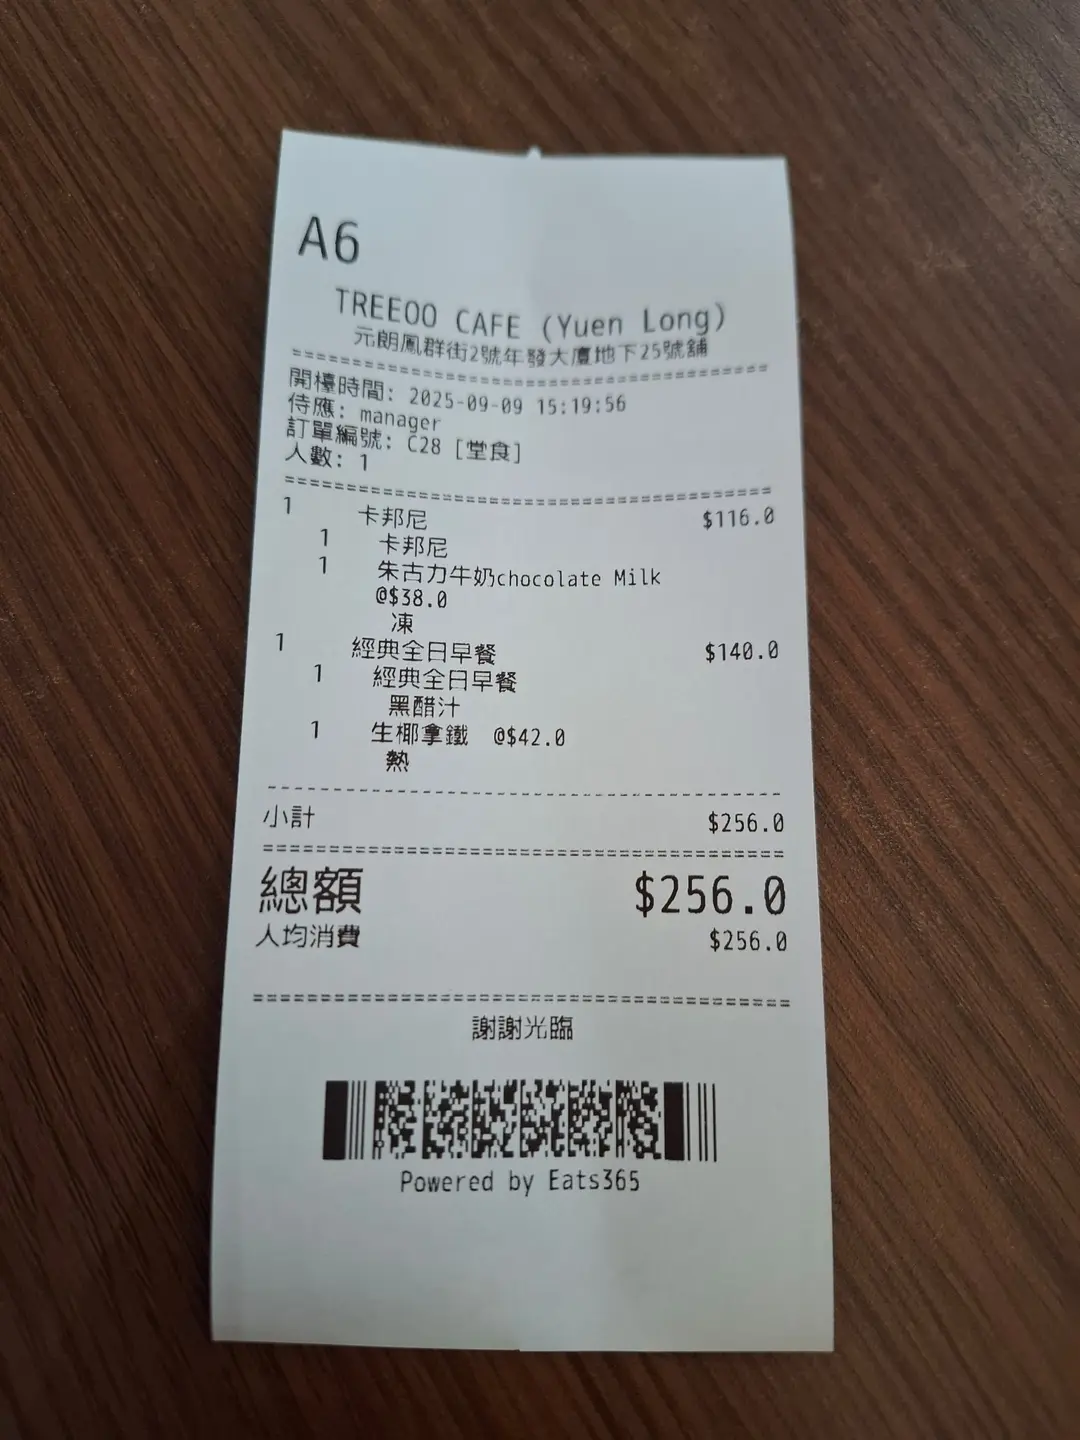 A6
TREEOO CAFE (Yuen Long)
元朗鳳群街2號年發大廈地下25號舖
開檯時間: 2025-09-09 15:19:56
侍應: manager
訂單編號: C28 [堂食]
人數: 1
1 卡邦尼 $116.0
1 卡邦尼
1 朱古力牛奶chocolate Milk
@$38.0
凍
1 經典全日早餐 $140.0
1 經典全日早餐
黑醋汁
1 生椰拿鐵 @$42.0
熱
小計 $256.0
總額 $256.0
人均消費 $256.0
謝謝光臨
Powered by Eats365